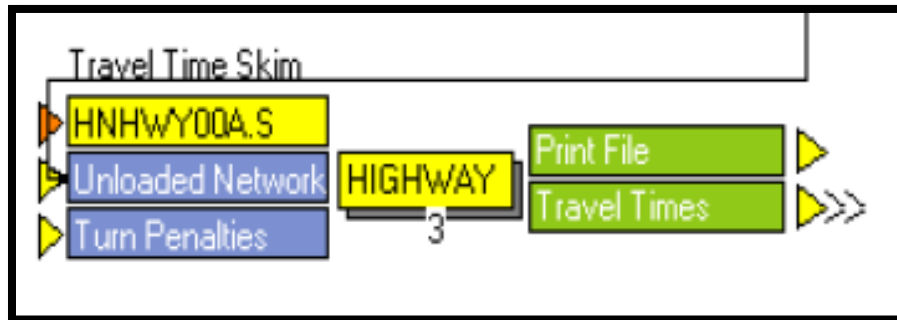 Travel Time Skim
HNHWY00A.S
Unloaded Network
Turn Penalties
HIGHWAY
3
Print File
Travel Times